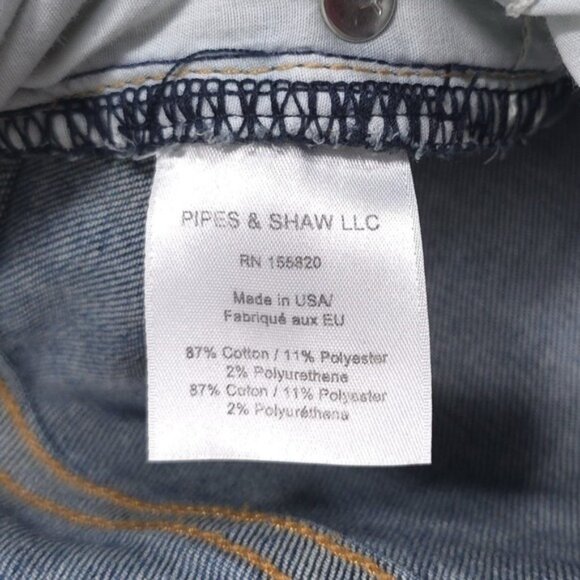 PIPES & SHAW LLC
RN 155820
Made in USA/
Fabriqué aux EU
87% Cotton / 11% Polyester
2% Polyurethane
87% Coton / 11% Polyester
2% Polyuréthana